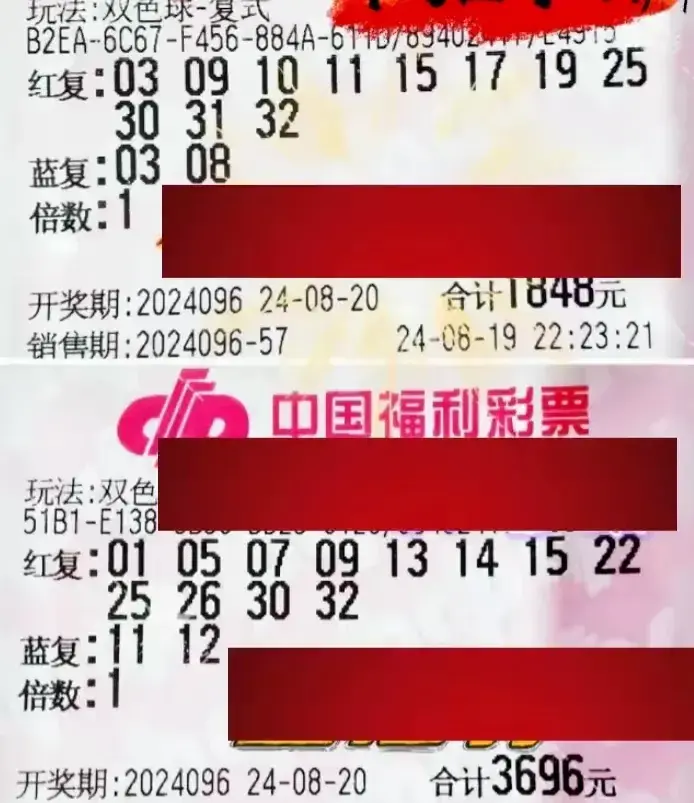 玩法:双色球-复式
B2EA-6C67-F456-884A-611D/89402
红复:03 09 10 11 15 17 19 25
30 31 32
蓝复:03 08
倍数:1
开奖期:2024096 24-08-20 合计1848元
销售期:2024096-57 24-08-19 22:23:21
中国福利彩票
玩法:双色
51B1-E138
红复:01 05 07 09 13 14 15 22
25 26 30 32
蓝复:11 12
倍数:1
开奖期:2024096 24-08-20 合计3696元